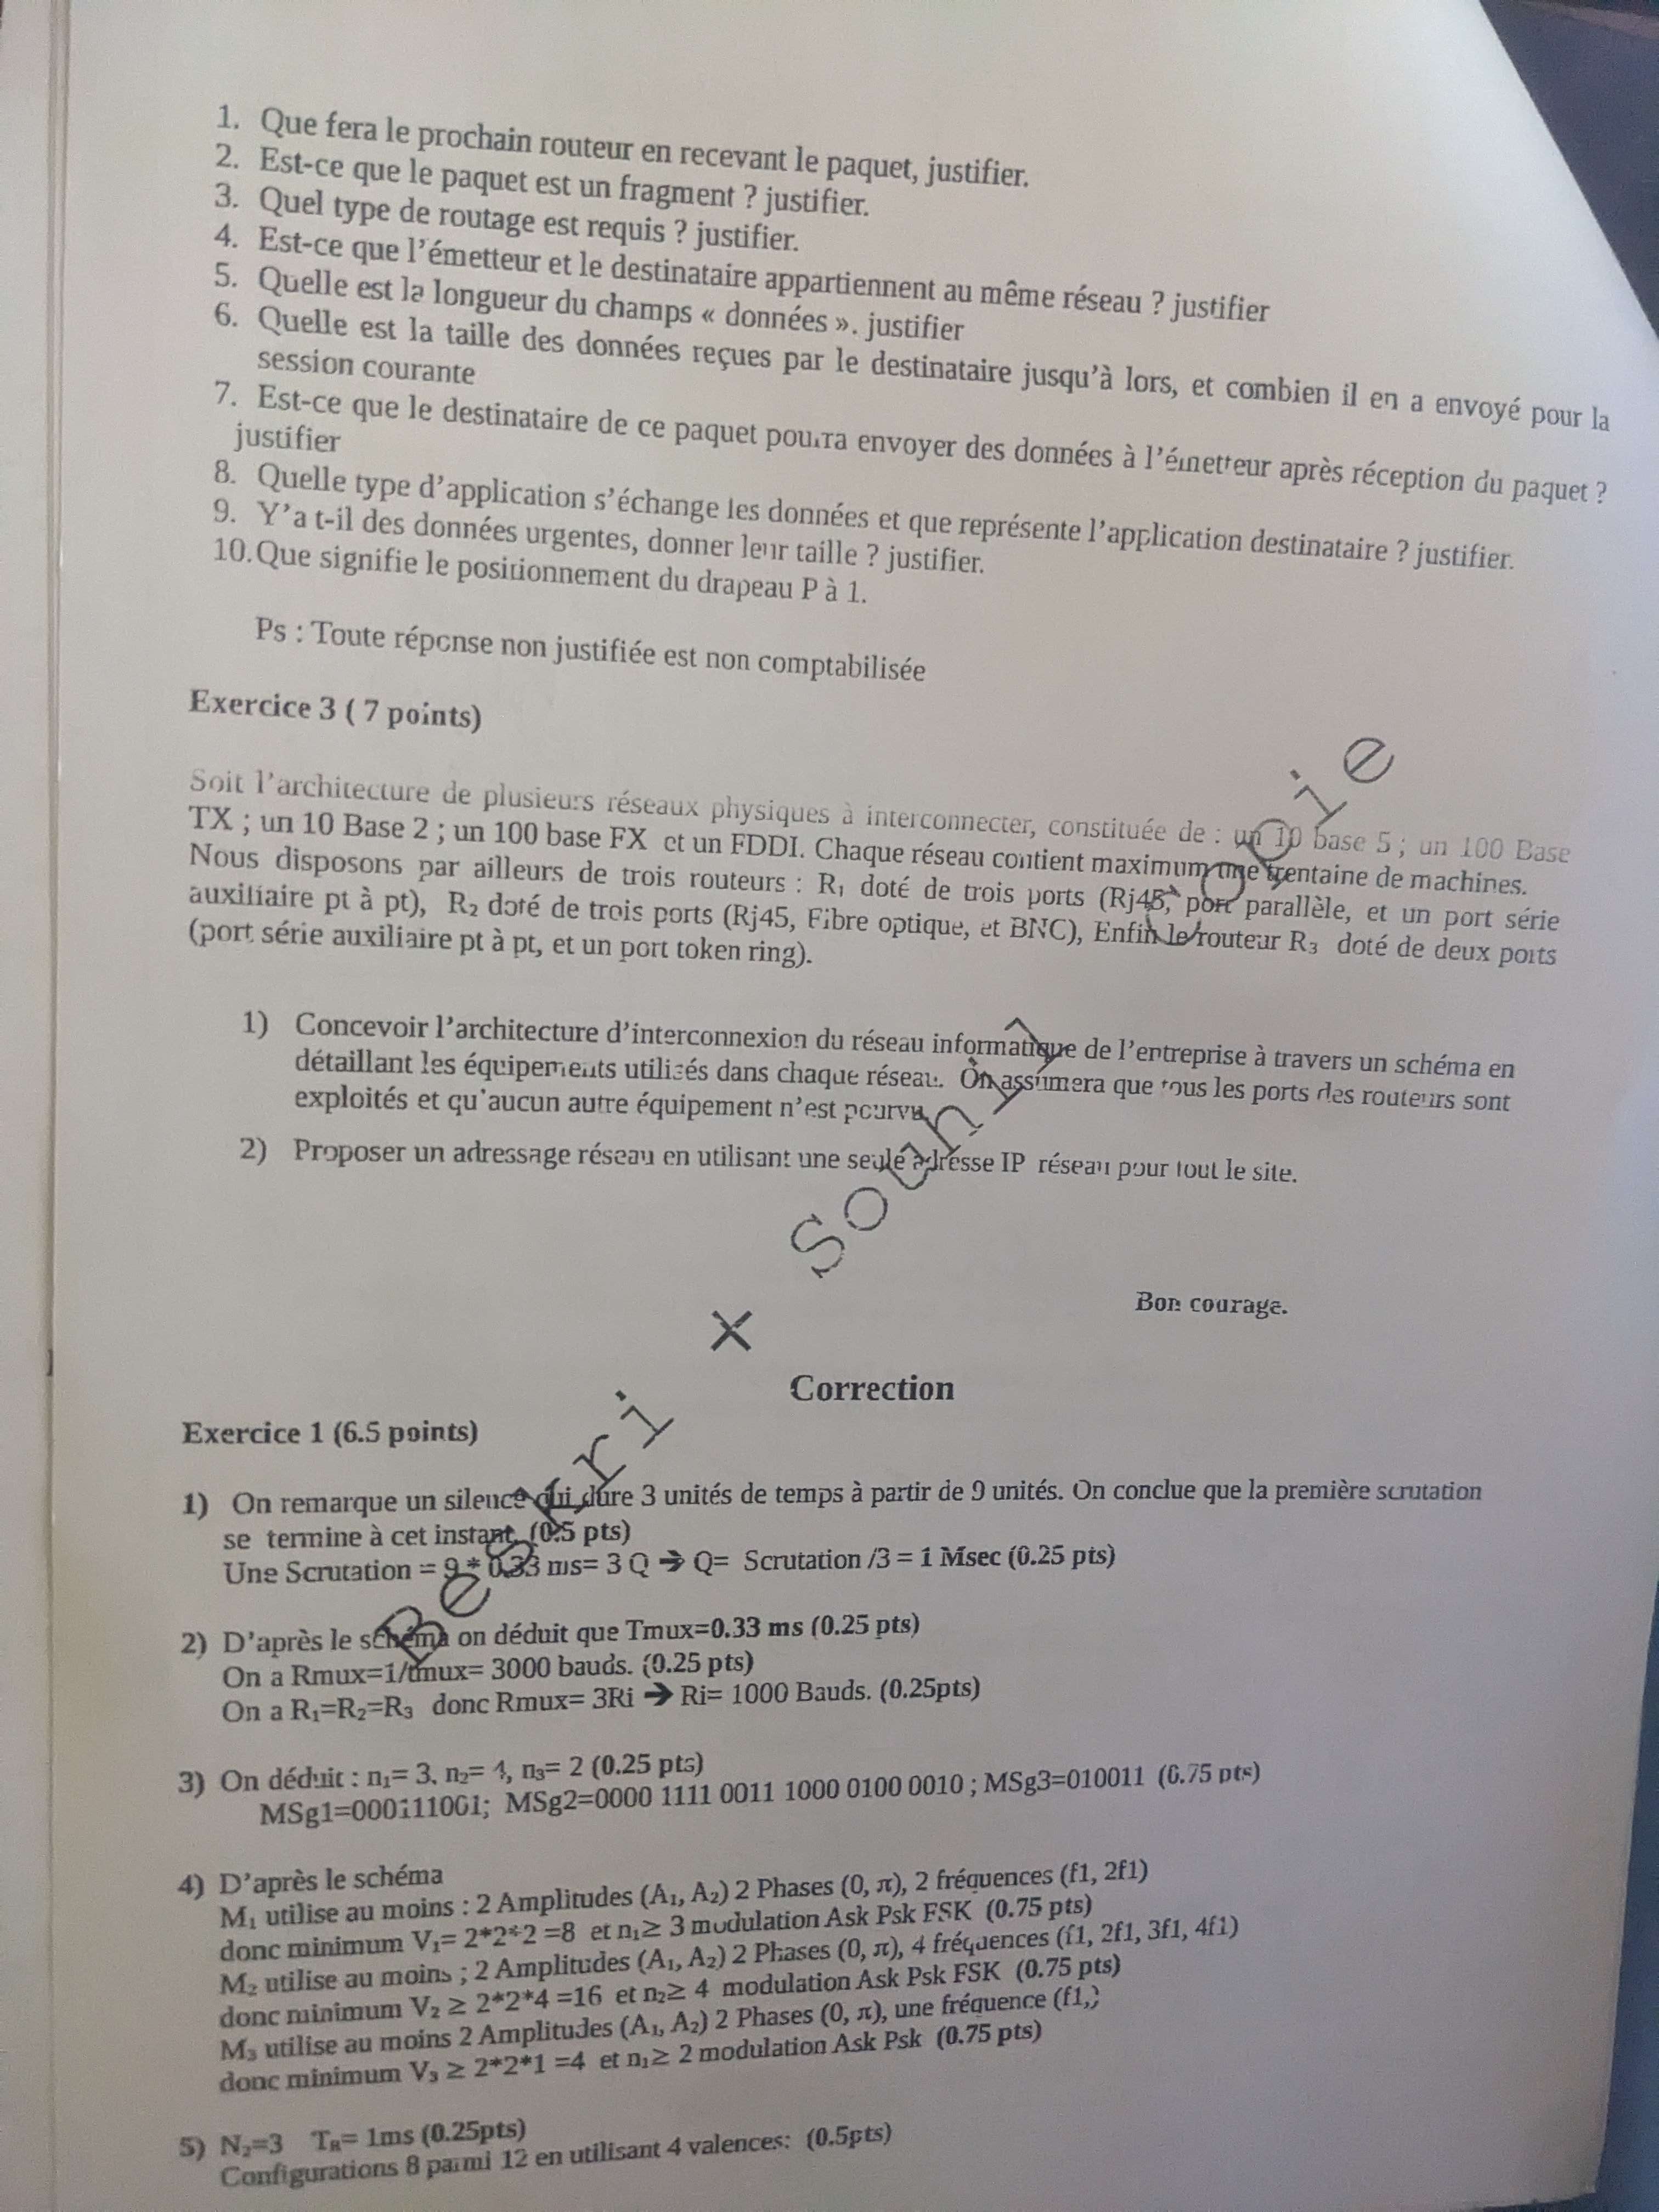 1. Que fera le prochain routeur en recevant le paquet, justifier.
2. Est-ce que le paquet est un fragment ? justifier.
3. Quel type de routage est requis ? justifier.
4. Est-ce que l'émetteur et le destinataire appartiennent au même réseau ? justifier
5. Quelle est la longueur du champs « données ». justifier
6. Quelle est la taille des données reçues par le destinataire jusqu'à lors, et combien il en a envoyé pour la
session courante
7. Est-ce que le destinataire de ce paquet pourra envoyer des données à l'émetteur après réception du paquet ?
justifier
8. Quelle type d'application s'échange les données et que représente l'application destinataire ? justifier.
9. Y'a t-il des données urgentes, donner leur taille ? justifier.
10. Que signifie le positionnement du drapeau P à 1.
Ps : Toute réponse non justifiée est non comptabilisée
Exercice 3 ( 7 points)
Soit l'architecture de plusieurs réseaux physiques à interconnecter, constituée de : un 10 base 5 ; un 100 Base
TX ; un 10 Base 2 ; un 100 base FX et un FDDI. Chaque réseau contient maximum une trentaine de machines.
Nous disposons par ailleurs de trois routeurs : R₁ doté de trois ports (Rj45, port parallèle, et un port série
auxiliaire pt à pt), R₂ doté de trois ports (Rj45, Fibre optique, et BNC), Enfin le routeur R₃ doté de deux ports
(port série auxiliaire pt à pt, et un port token ring).
1) Concevoir l'architecture d'interconnexion du réseau informatique de l'entreprise à travers un schéma en
détaillant les équipements utilisés dans chaque réseau. On assumera que tous les ports des routeurs sont
exploités et qu'aucun autre équipement n'est pourvu.
2) Proposer un adressage réseau en utilisant une seule adresse IP réseau pour tout le site.
Bon courage.
Besri x Soun
Correction
Exercice 1 (6.5 points)
1) On remarque un silence qui dure 3 unités de temps à partir de 9 unités. On conclue que la première scrutation
se termine à cet instant. (0.5 pts)
Une Scrutation = 9 * 0.33 ms= 3 Q ➔ Q= Scrutation /3 = 1 Msec (0.25 pts)
2) D'après le schéma on déduit que Tmux=0.33 ms (0.25 pts)
On a Rmux=1/tmux= 3000 bauds. (0.25 pts)
On a R₁=R₂=R₃ donc Rmux= 3Ri ➔ Ri= 1000 Bauds. (0.25pts)
3) On déduit : n₁= 3, n₂= 4, n₃= 2 (0.25 pts)
MSg1=000111001; MSg2=0000 1111 0011 1000 0100 0010 ; MSg3=010011 (0.75 pts)
4) D'après le schéma
M₁ utilise au moins : 2 Amplitudes (A₁, A₂) 2 Phases (0, π), 2 fréquences (f1, 2f1)
donc minimum V₁= 2*2*2 =8 et n₁≥ 3 modulation Ask Psk FSK (0.75 pts)
M₂ utilise au moins ; 2 Amplitudes (A₁, A₂) 2 Phases (0, π), 4 fréquences (f1, 2f1, 3f1, 4f1)
donc minimum V₂ ≥ 2*2*4 =16 et n₂≥ 4 modulation Ask Psk FSK (0.75 pts)
M₃ utilise au moins 2 Amplitudes (A₁, A₂) 2 Phases (0, π), une fréquence (f1,)
donc minimum V₃ ≥ 2*2*1 =4 et n₁≥ 2 modulation Ask Psk (0.75 pts)
5) N₂=3 Tʀ= 1ms (0.25pts)
Configurations 8 parmi 12 en utilisant 4 valences: (0.5pts)